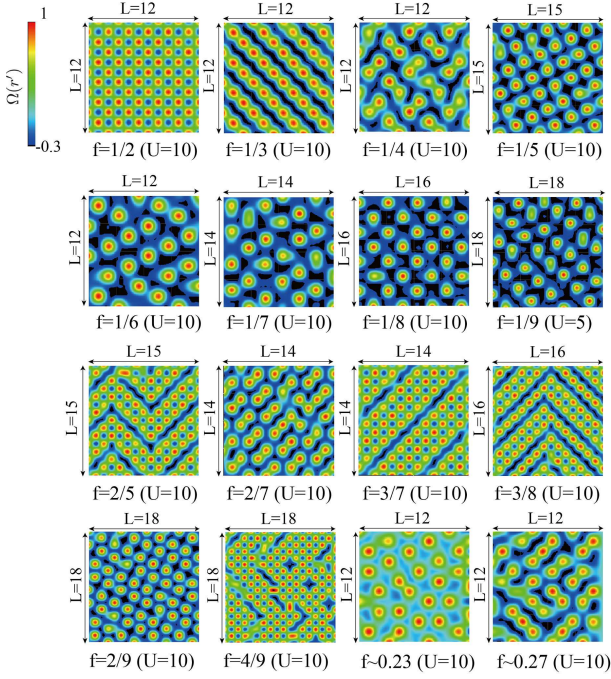 L=12 L=12 L=12 L=15
1
Ω(r')
-0.3
L=12 L=12 L=12 L=15
f=1/2 (U=10) f=1/3 (U=10) f=1/4 (U=10) f=1/5 (U=10)
L=12 L=14 L=16 L=18
L=12 L=14 L=16 L=18
f=1/6 (U=10) f=1/7 (U=10) f=1/8 (U=10) f=1/9 (U=5)
L=15 L=14 L=14 L=16
L=15 L=14 L=14 L=16
f=2/5 (U=10) f=2/7 (U=10) f=3/7 (U=10) f=3/8 (U=10)
L=18 L=18 L=12 L=12
L=18 L=18 L=12 L=12
f=2/9 (U=10) f=4/9 (U=10) f~0.23 (U=10) f~0.27 (U=10)